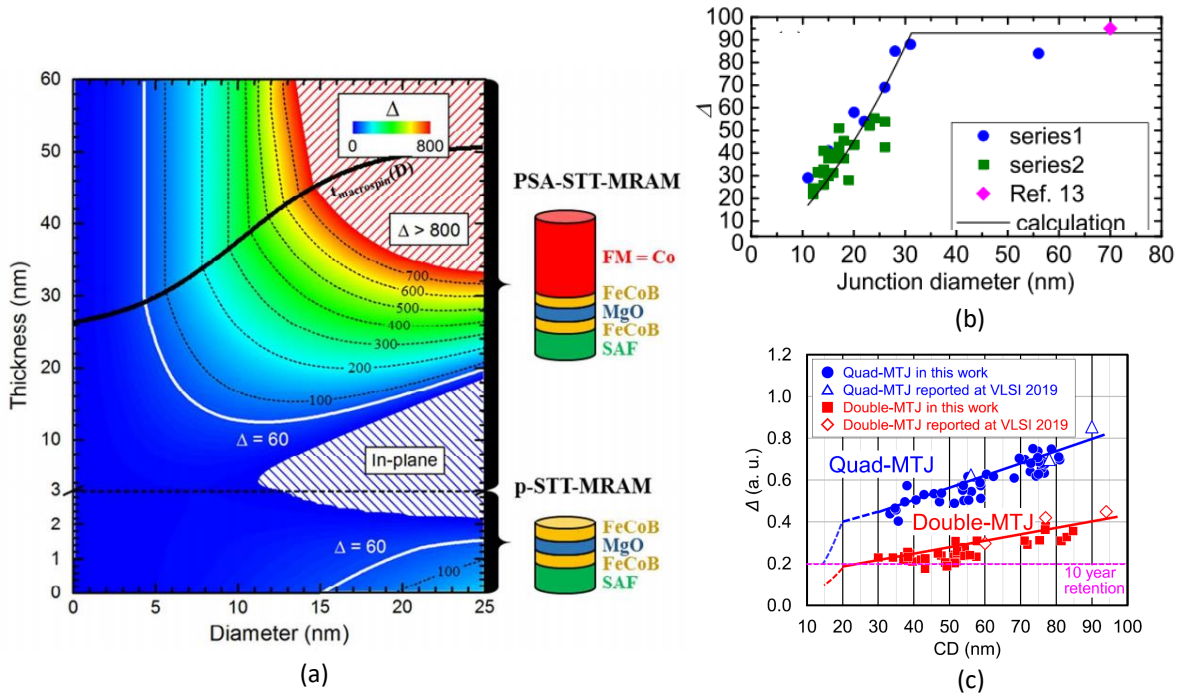 60
50
40
30
20
10
3
2
1
0
Thickness (nm)
0
5
10
15
20
25
Diameter (nm)
Δ
0
800
t_macrospin(D)
Δ > 800
700
600
500
400
300
200
100
Δ = 60
In-plane
Δ = 60
100
PSA-STT-MRAM
FM = Co
FeCoB
MgO
FeCoB
SAF
p-STT-MRAM
FeCoB
MgO
FeCoB
SAF
(a)
100
90
80
70
60
50
40
30
20
10
0
Δ
series1
series2
Ref. 13
calculation
0
10
20
30
40
50
60
70
80
Junction diameter (nm)
(b)
1.2
1.0
0.8
0.6
0.4
0.2
0.0
Δ (a. u.)
Quad-MTJ in this work
Quad-MTJ reported at VLSI 2019
Double-MTJ in this work
Double-MTJ reported at VLSI 2019
Quad-MTJ
Double-MTJ
10 year
retention
10 20 30 40 50 60 70 80 90 100
CD (nm)
(c)